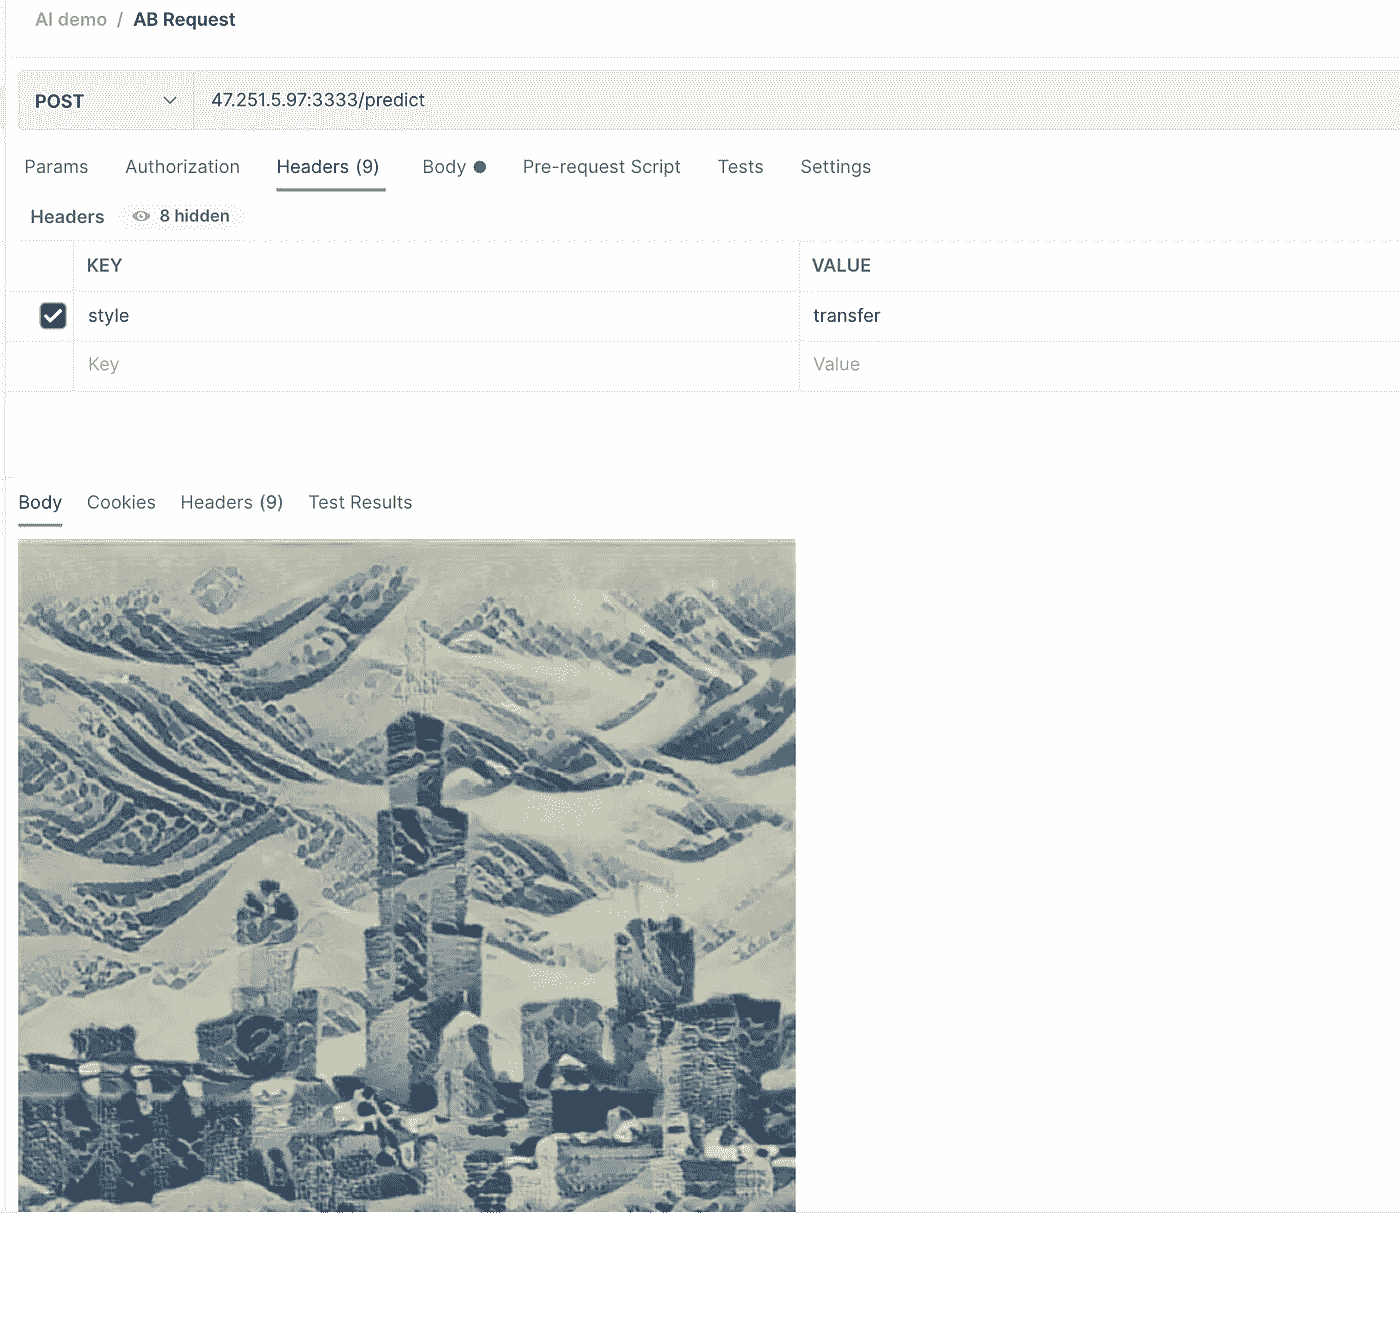 AI demo / AB Request
POST 47.251.5.97:3333/predict
Params Authorization Headers (9) Body Pre-request Script Tests Settings
Headers 8 hidden
KEY VALUE
style transfer
Key Value
Body Cookies Headers (9) Test Results